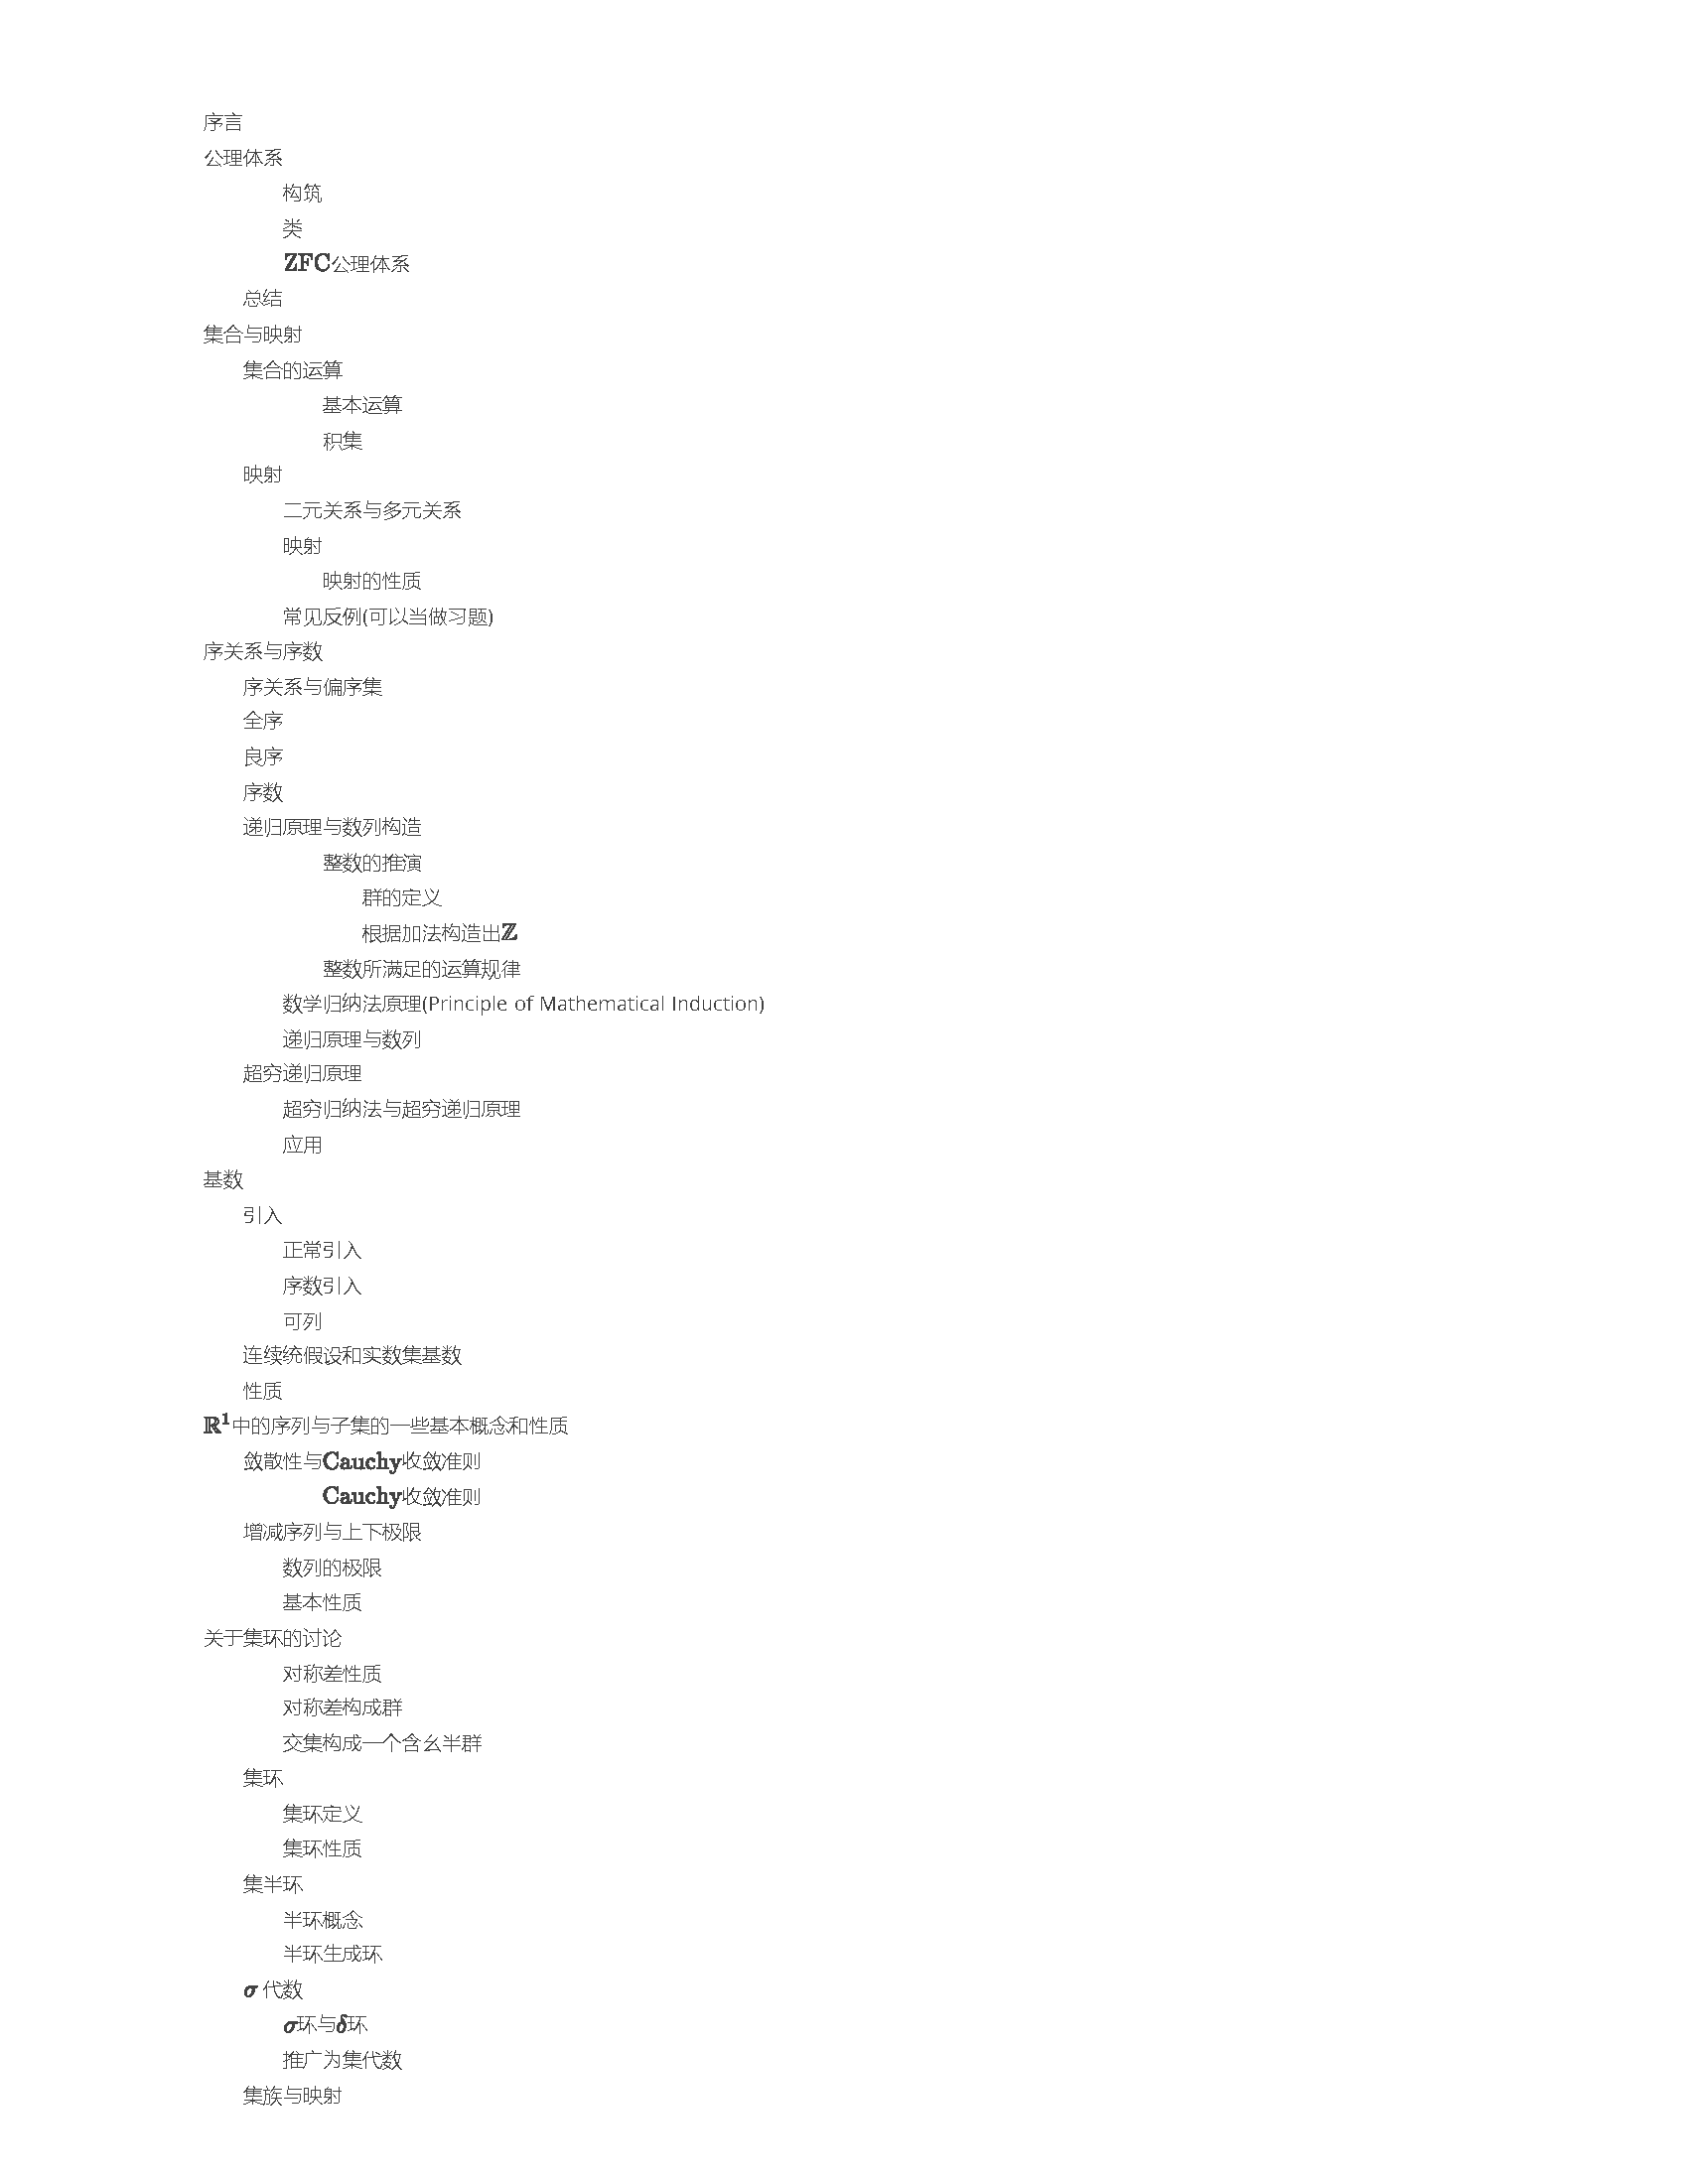 序言
公理体系
构筑
类
ZFC公理体系
总结
集合与映射
集合的运算
基本运算
积集
映射
二元关系与多元关系
映射
映射的性质
常见反例(可以当做习题)
序关系与序数
序关系与偏序集
全序
良序
序数
递归原理与数列构造
整数的推演
群的定义
根据加法构造出ℤ
整数所满足的运算规律
数学归纳法原理(Principle of Mathematical Induction)
递归原理与数列
超穷递归原理
超穷归纳法与超穷递归原理
应用
基数
引入
正常引入
序数引入
可列
连续统假设和实数集基数
性质
ℝ¹中的序列与子集的一些基本概念和性质
敛散性与Cauchy收敛准则
Cauchy收敛准则
增减序列与上下极限
数列的极限
基本性质
关于集环的讨论
对称差性质
对称差构成群
交集构成一个含幺半群
集环
集环定义
集环性质
集半环
半环概念
半环生成环
σ 代数
σ环与δ环
推广为集代数
集族与映射